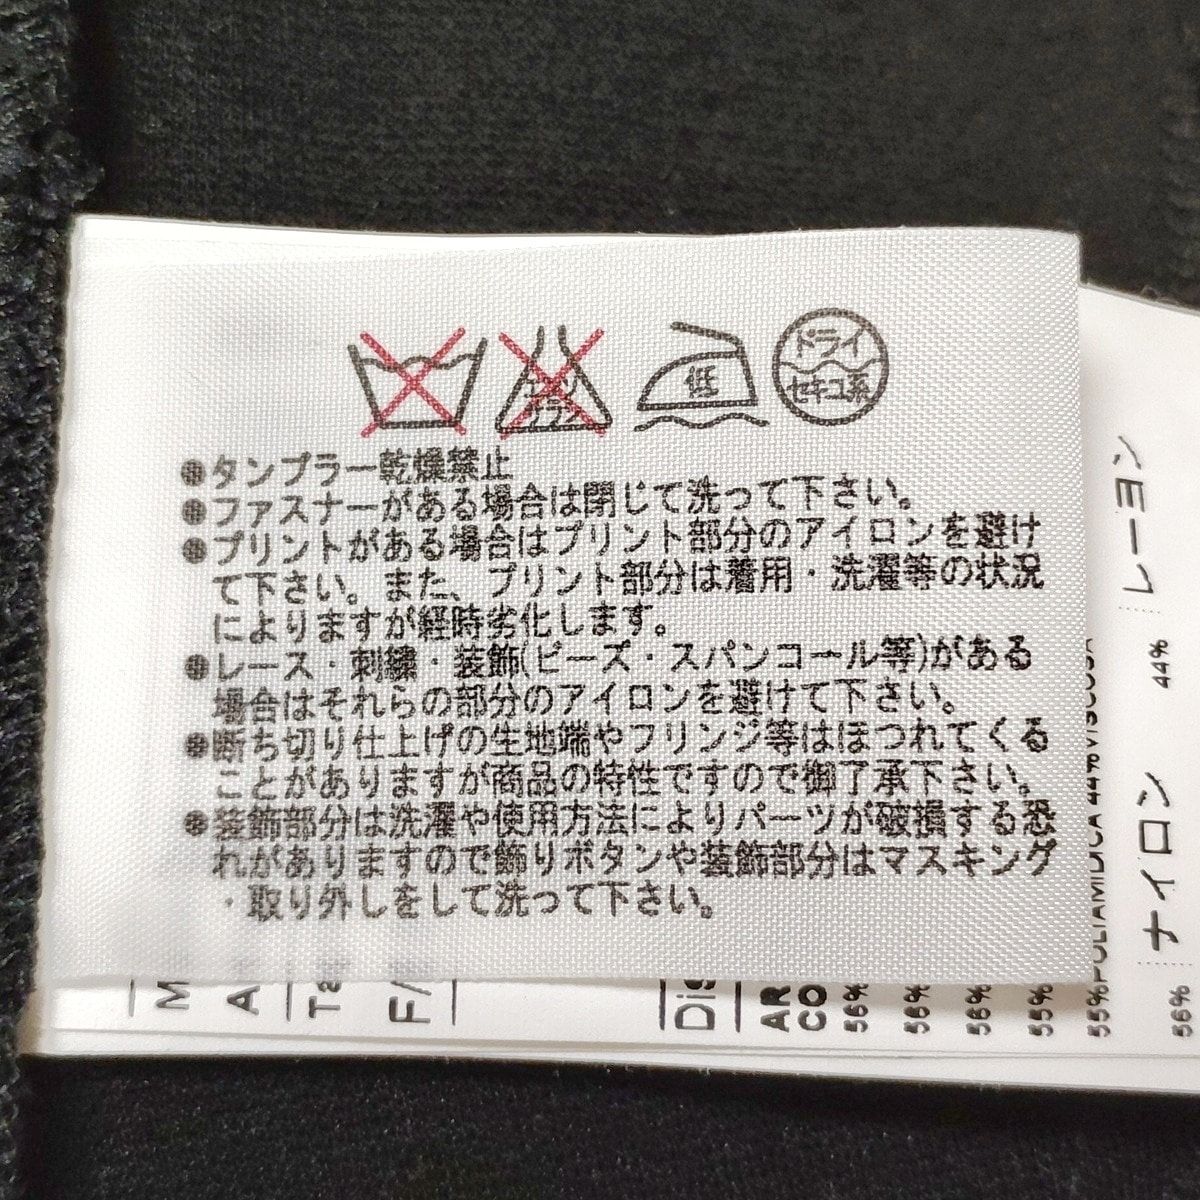 低
ドライ
セキユ系
●タンブラー乾燥禁止
●ファスナーがある場合は閉じて洗って下さい。
●プリントがある場合はプリント部分のアイロンを避け
て下さい。また、プリント部分は着用・洗濯等の状況
によりますが経時劣化します。
●レース・刺繍・装飾(ビーズ・スパンコール等)がある
場合はそれらの部分のアイロンを避けて下さい。
●断ち切り仕上げの生地端やフリンジ等はほつれてくる
ことがありますが商品の特性ですので御了承下さい。
●装飾部分は洗濯や使用方法によりパーツが破損する恐
れがありますので飾りボタンや装飾部分はマスキング
・取り外しをして洗って下さい。
Dis
AR
CO
56%
56%
56%
55%
55%POLIAMIDICA 44%
ナイロン 56%
レーヨン 44%